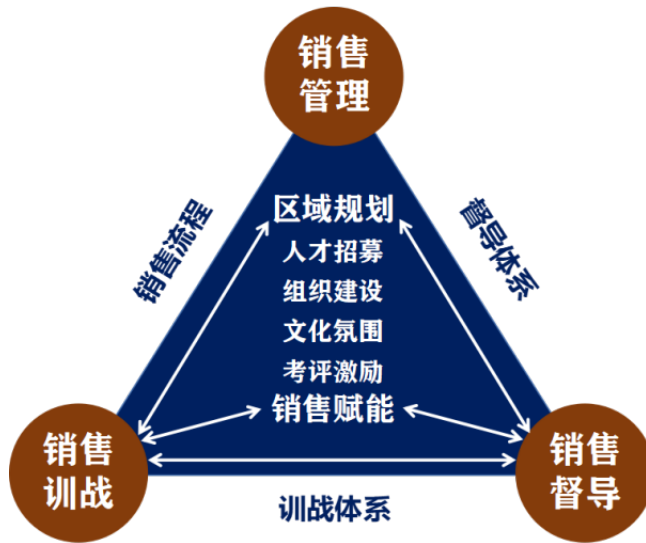 销售
管理
销售流程
督导体系
区域规划
人才招募
组织建设
文化氛围
考评激励
销售赋能
销售
训战
销售
督导
训战体系